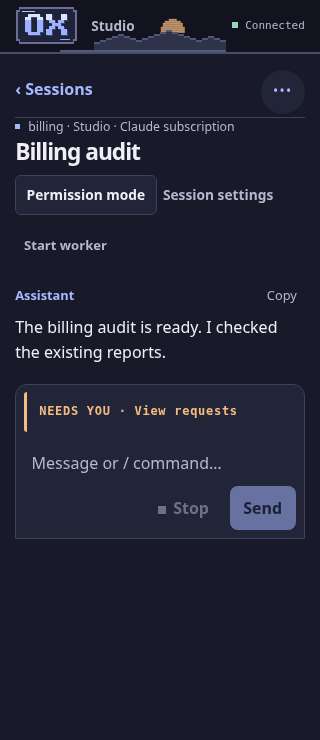 OX Studio Connected
‹ Sessions
billing · Studio · Claude subscription
Billing audit
Permission mode Session settings
Start worker
Assistant Copy
The billing audit is ready. I checked
the existing reports.
NEEDS YOU · View requests
Message or / command...
Stop Send